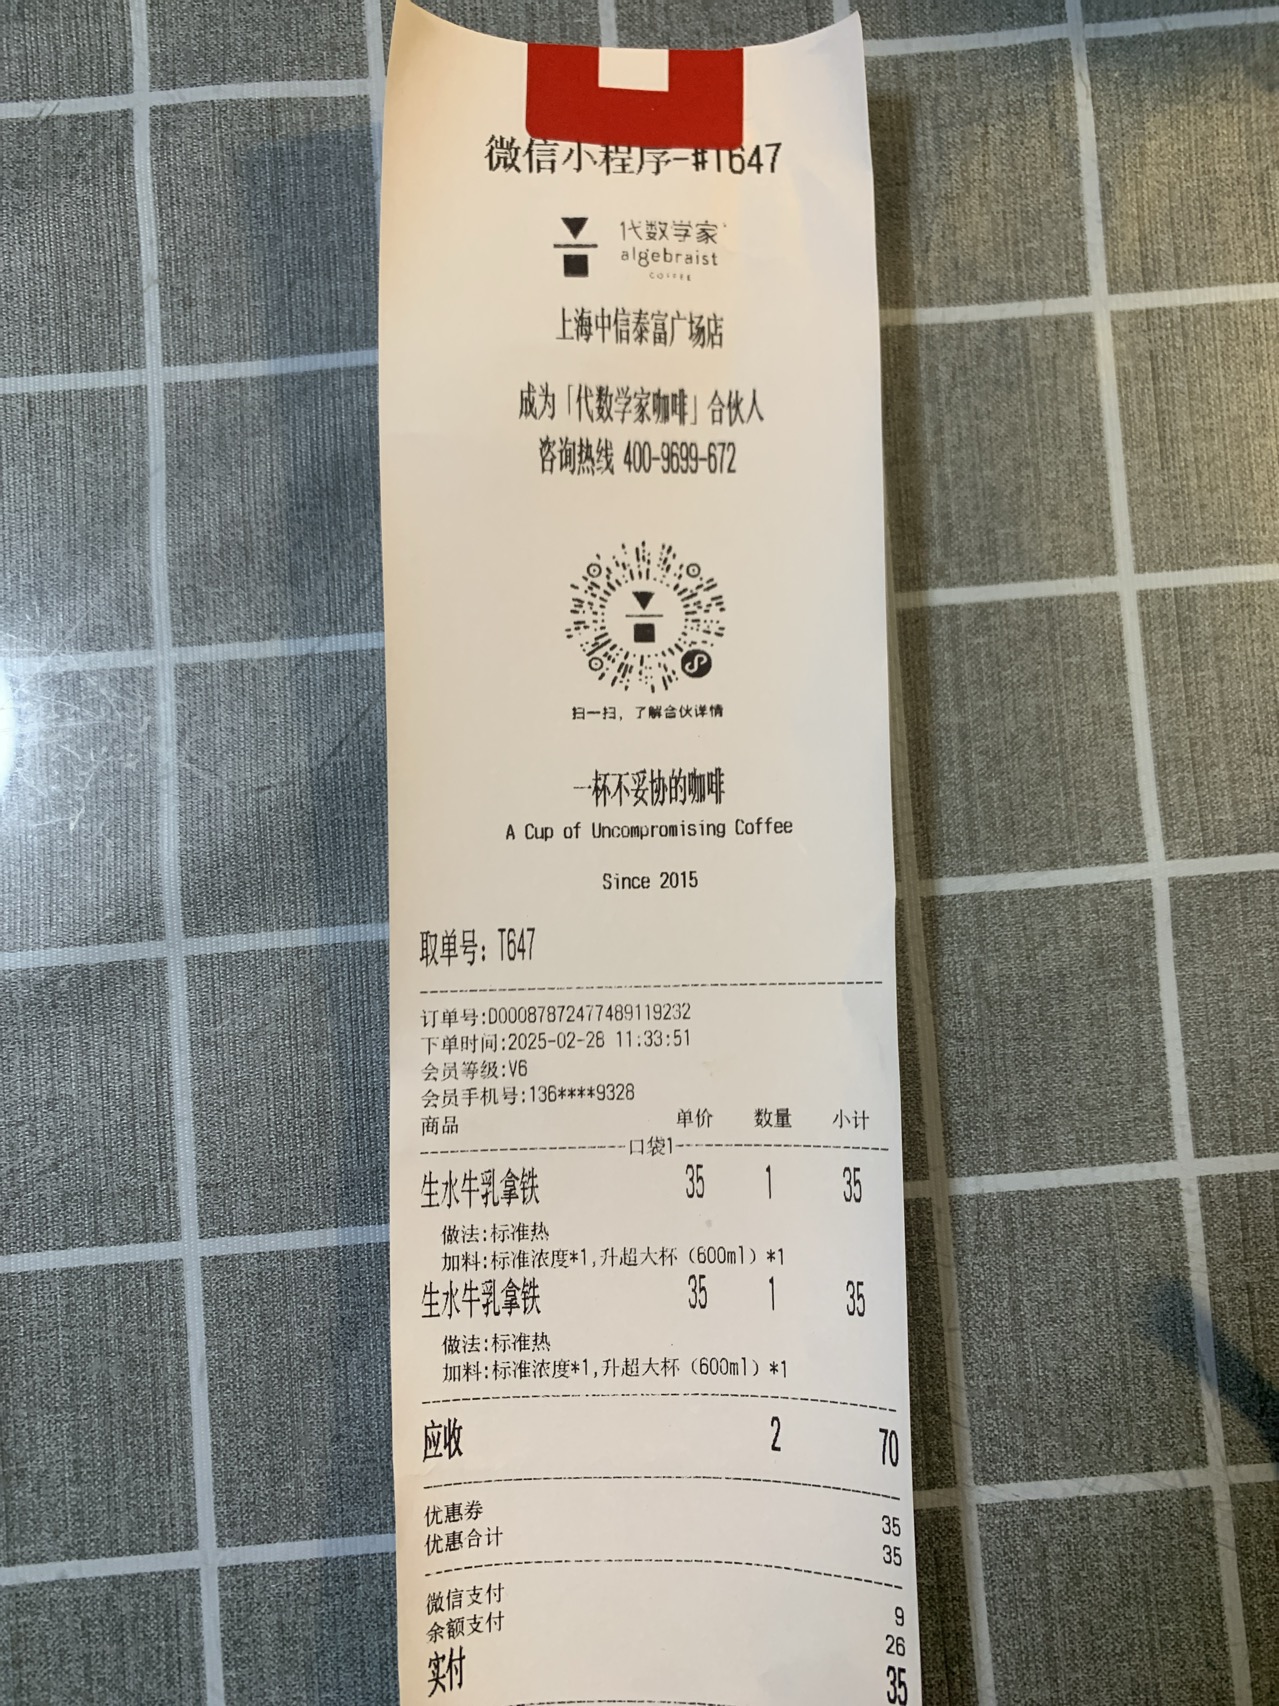 微信小程序-#T647
代数学家
algebraist
COFFEE
上海中信泰富广场店
成为「代数学家咖啡」合伙人
咨询热线 400-9699-672
扫一扫，了解合伙详情
一杯不妥协的咖啡
A Cup of Uncompromising Coffee
Since 2015
取单号: T647
订单号:D00087872477489119232
下单时间:2025-02-28 11:33:51
会员等级:V6
会员手机号:136****9328
商品 单价 数量 小计
口袋1
生水牛乳拿铁 35 1 35
做法:标准热
加料:标准浓度*1,升超大杯（600ml）*1
生水牛乳拿铁 35 1 35
做法:标准热
加料:标准浓度*1,升超大杯（600ml）*1
应收 2 70
优惠券 35
优惠合计 35
微信支付 9
余额支付 26
实付 35